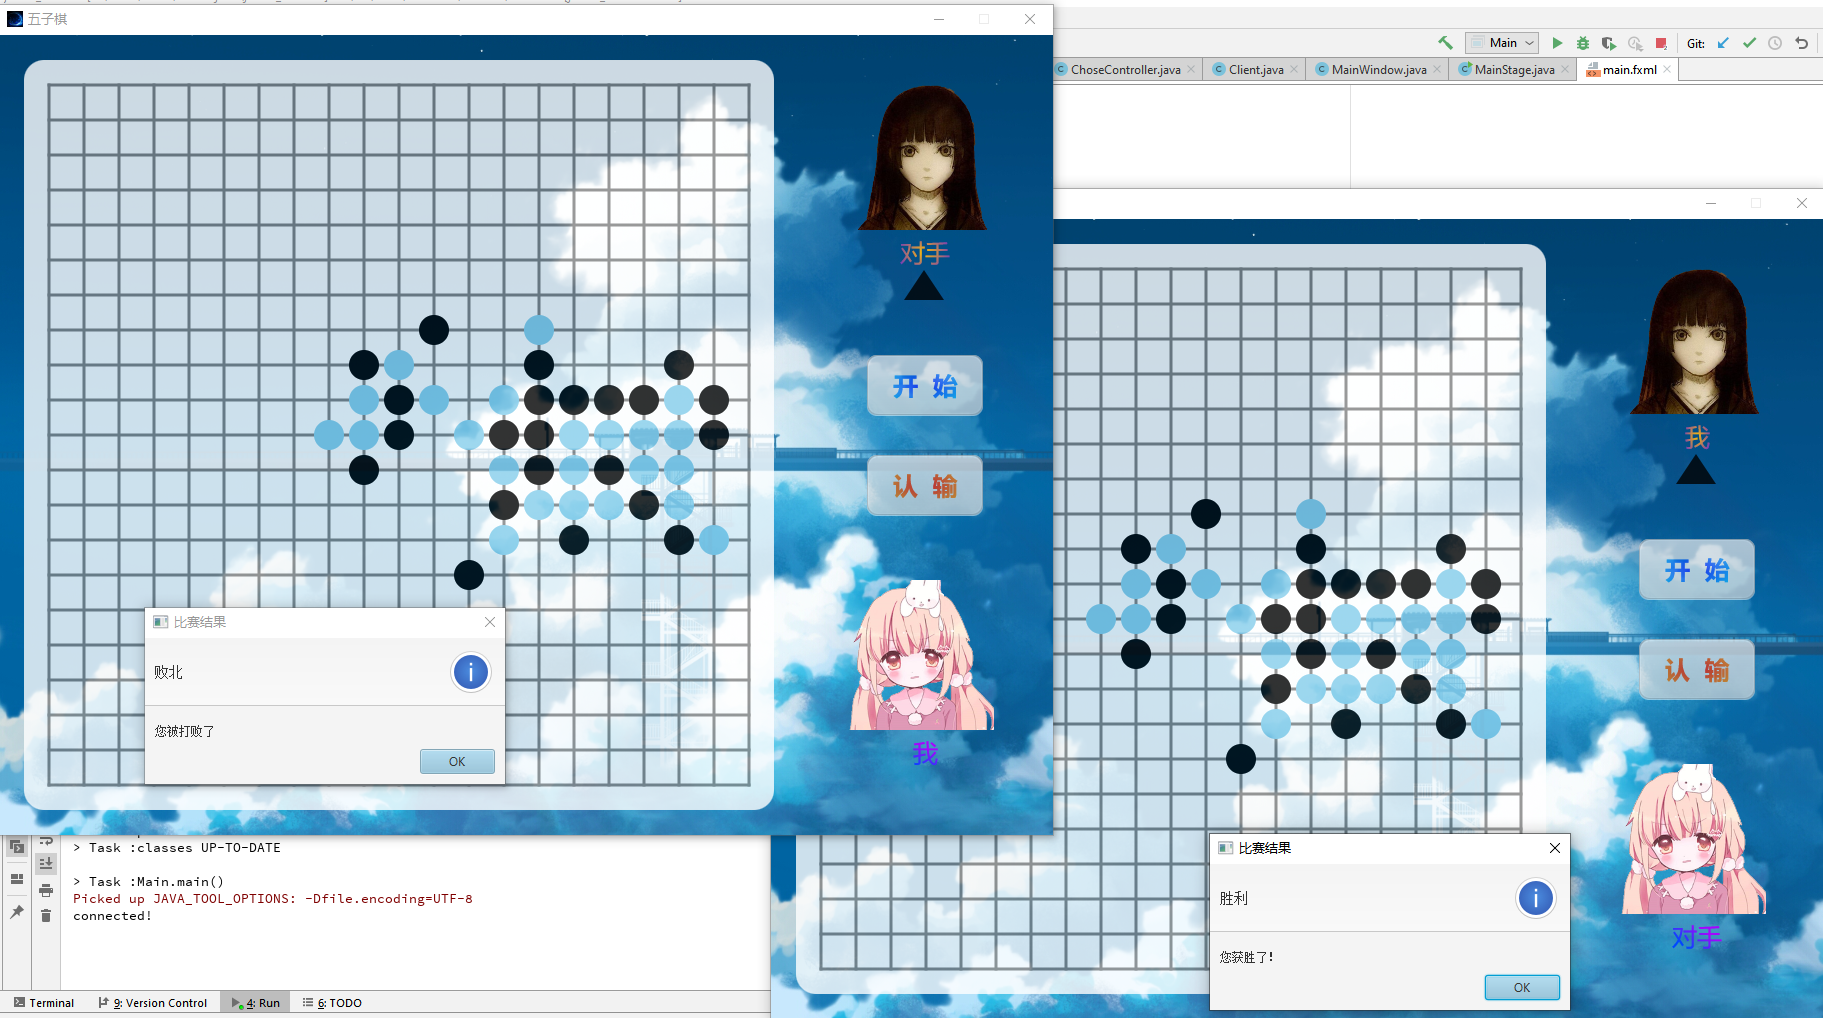 五子棋
Main
Git:
ChoseController.java
Client.java
MainWindow.java
MainStage.java
main.fxml
对手
开 始
认 输
我
比赛结果
败北
您被打败了
OK
我
开 始
认 输
对手
比赛结果
胜利
您获胜了!
OK
> Task :classes UP-TO-DATE
> Task :Main.main()
Picked up JAVA_TOOL_OPTIONS: -Dfile.encoding=UTF-8
connected!
Terminal
9: Version Control
4: Run
6: TODO